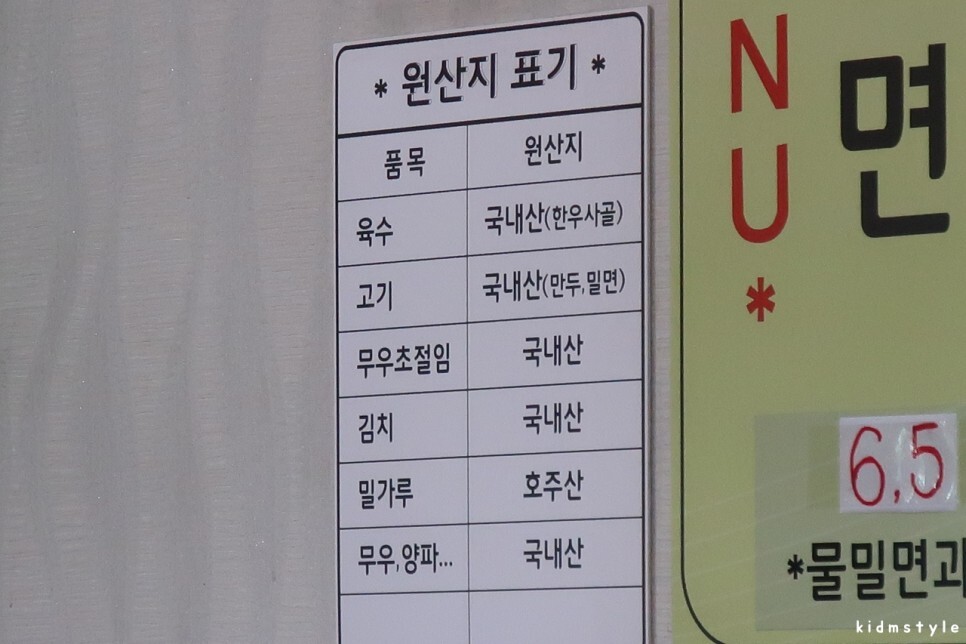 * 원산지 표기 *
품목 원산지
육수 국내산(한우사골)
고기 국내산(만두,밀면)
무우초절임 국내산
김치 국내산
밀가루 호주산
무우,양파... 국내산
N
U
*
면
6,5
*물밀면과
kidmstyle